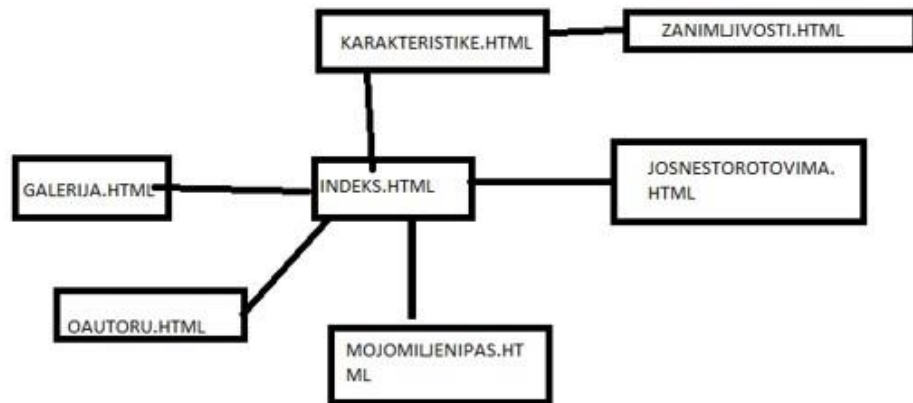 KARAKTERISTIKE.HTML
ZANIMLJIVOSTI.HTML
GALERIJA.HTML
INDEKS.HTML
JOSNESTOROTOVIMA.
HTML
OAUTORU.HTML
MOJOMILJENIPAS.HT
ML